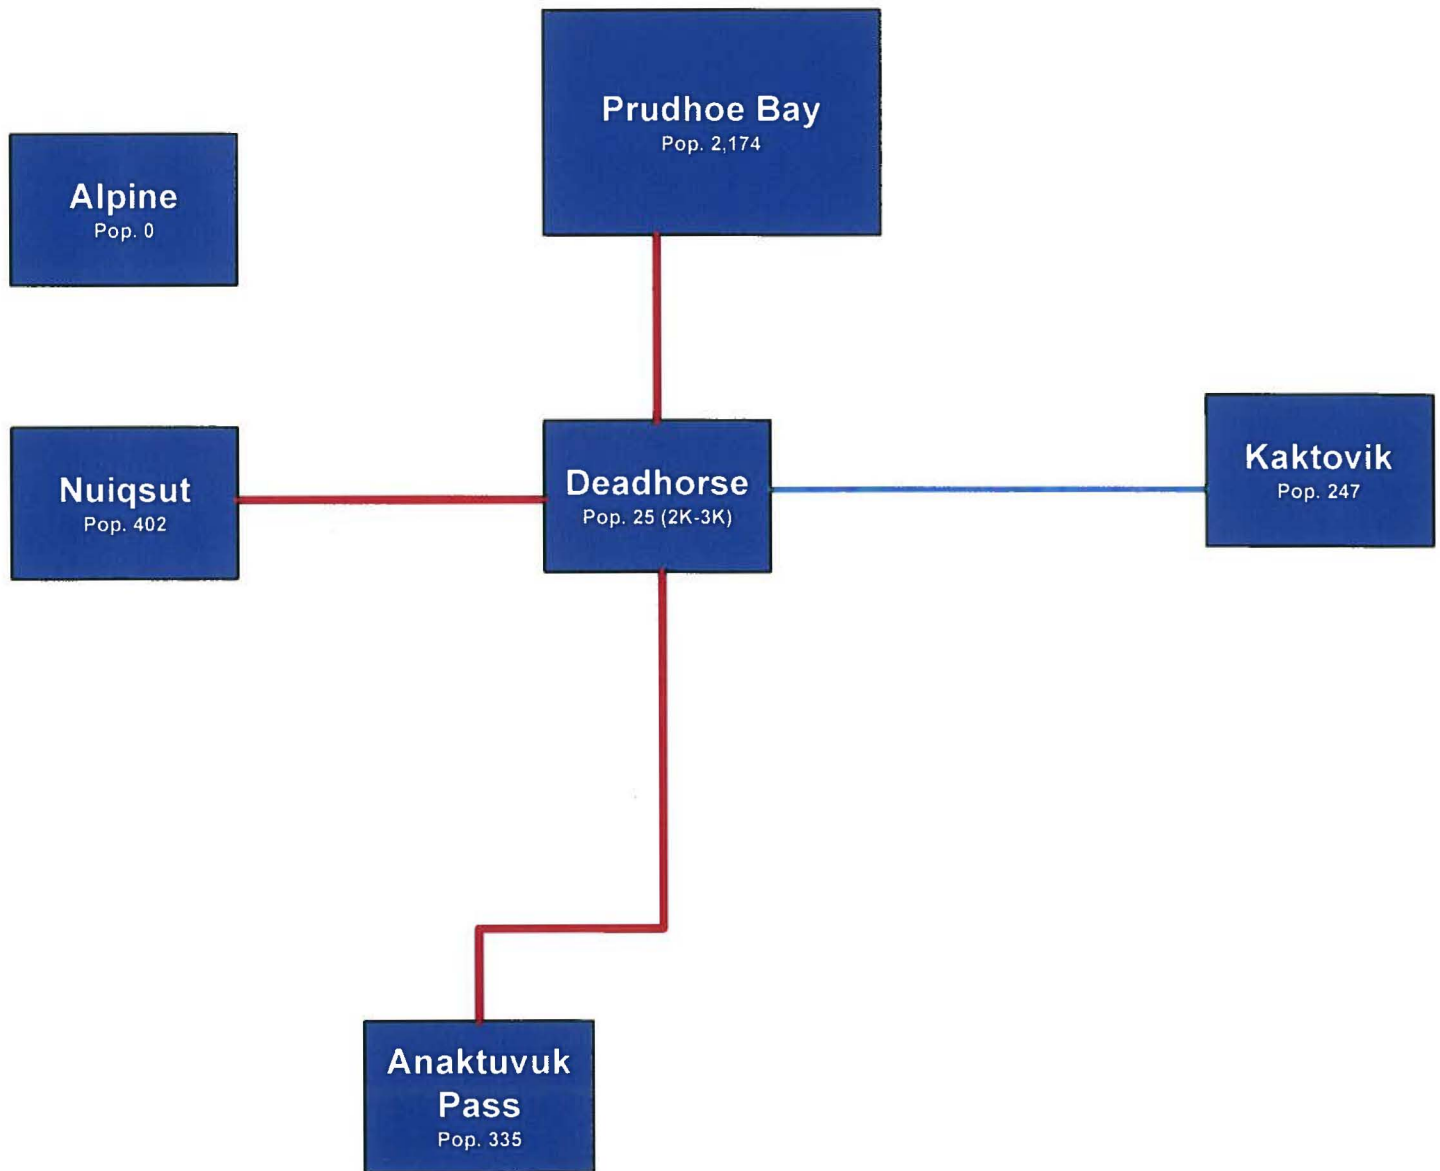 Prudhoe Bay
Pop. 2,174
Alpine
Pop. 0
Nuiqsut
Pop. 402
Deadhorse
Pop. 25 (2K-3K)
Kaktovik
Pop. 247
Anaktuvuk
Pass
Pop. 335